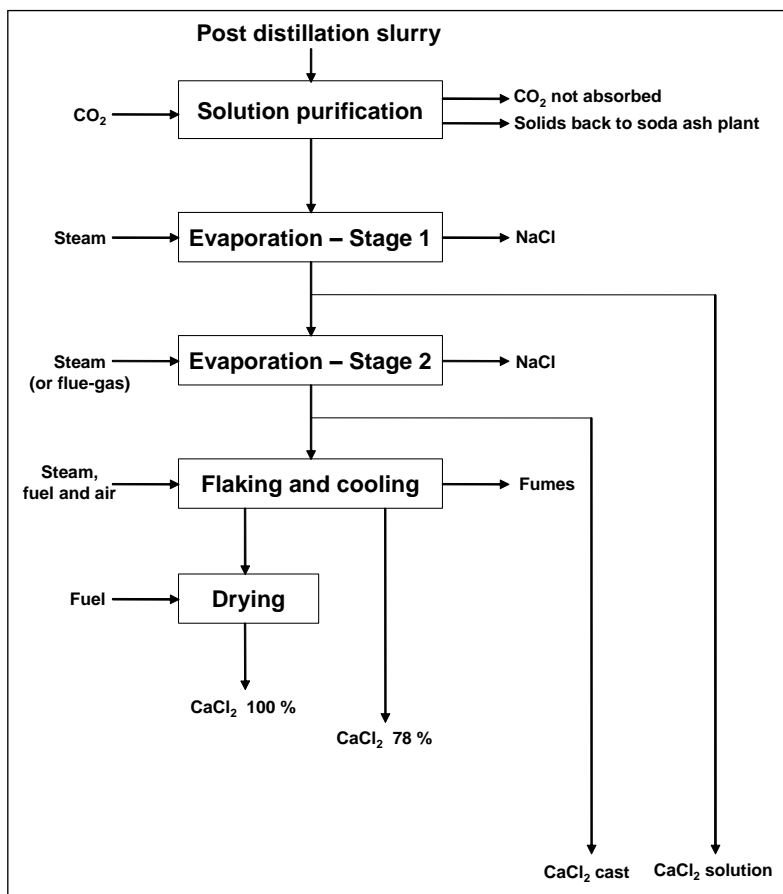 Post distillation slurry
CO₂
Solution purification
CO₂ not absorbed
Solids back to soda ash plant
Steam
Evaporation – Stage 1
NaCl
Steam
(or flue-gas)
Evaporation – Stage 2
NaCl
Steam,
fuel and air
Flaking and cooling
Fumes
Fuel
Drying
CaCl₂ 100 %
CaCl₂ 78 %
CaCl₂ cast
CaCl₂ solution